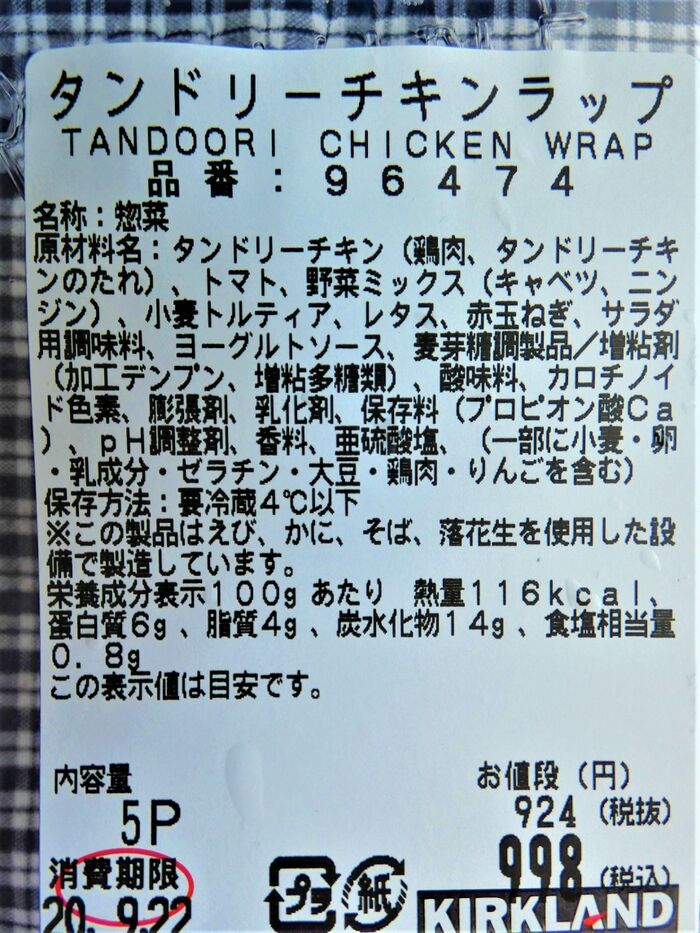 タンドリーチキンラップ
TANDOORI CHICKEN WRAP
品番：96474
名称：惣菜
原材料名：タンドリーチキン（鶏肉、タンドリーチキ
ンのたれ）、トマト、野菜ミックス（キャベツ、ニン
ジン）、小麦トルティア、レタス、赤玉ねぎ、サラダ
用調味料、ヨーグルトソース、麦芽糖調製品／増粘剤
（加工デンプン、増粘多糖類）、酸味料、カロチノイ
ド色素、膨張剤、乳化剤、保存料（プロピオン酸Ca
）、pH調整剤、香料、亜硫酸塩、（一部に小麦・卵
・乳成分・ゼラチン・大豆・鶏肉・りんごを含む）
保存方法：要冷蔵4℃以下
※この製品はえび、かに、そば、落花生を使用した設
備で製造しています。
栄養成分表示100gあたり 熱量116kcal、
蛋白質6g、脂質4g、炭水化物14g、食塩相当量
0.8g
この表示値は目安です。
内容量
5P
お値段（円）
924（税抜）
998（税込）
消費期限
20.9.22
プラ
紙
KIRKLAND